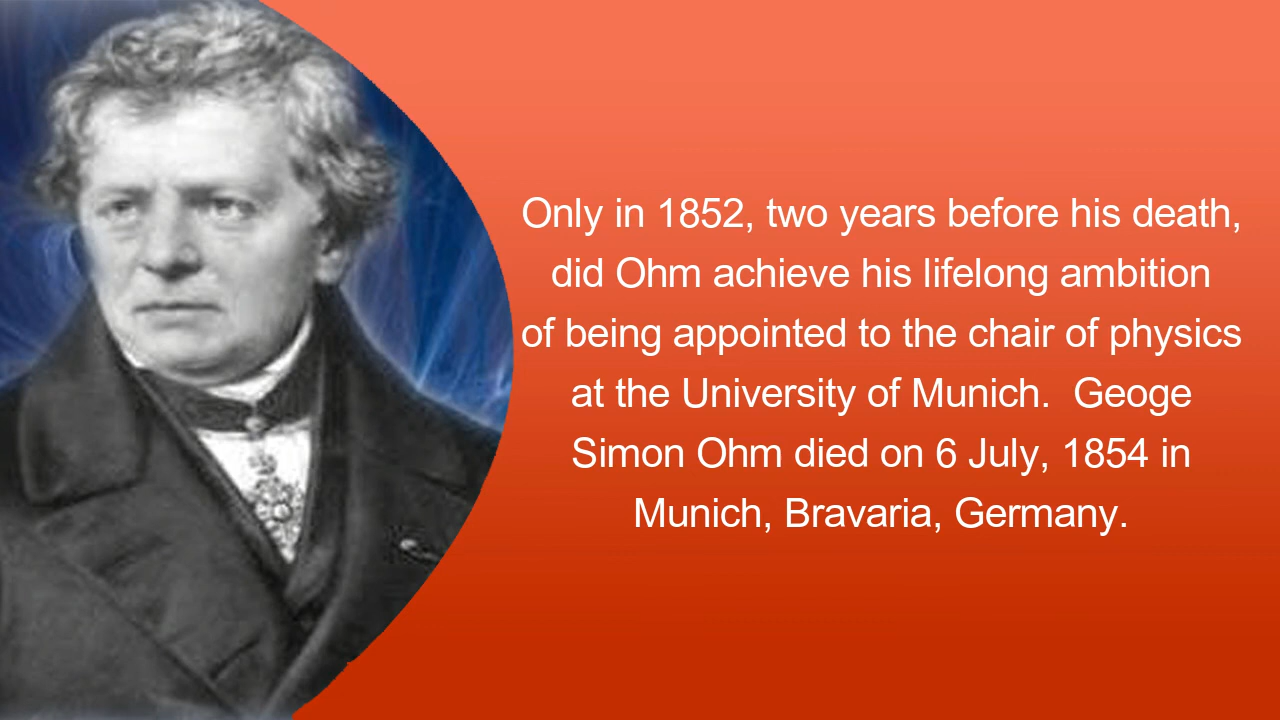 Only in 1852, two years before his death,
did Ohm achieve his lifelong ambition
of being appointed to the chair of physics
at the University of Munich.  Geoge
Simon Ohm died on 6 July, 1854 in
Munich, Bravaria, Germany.